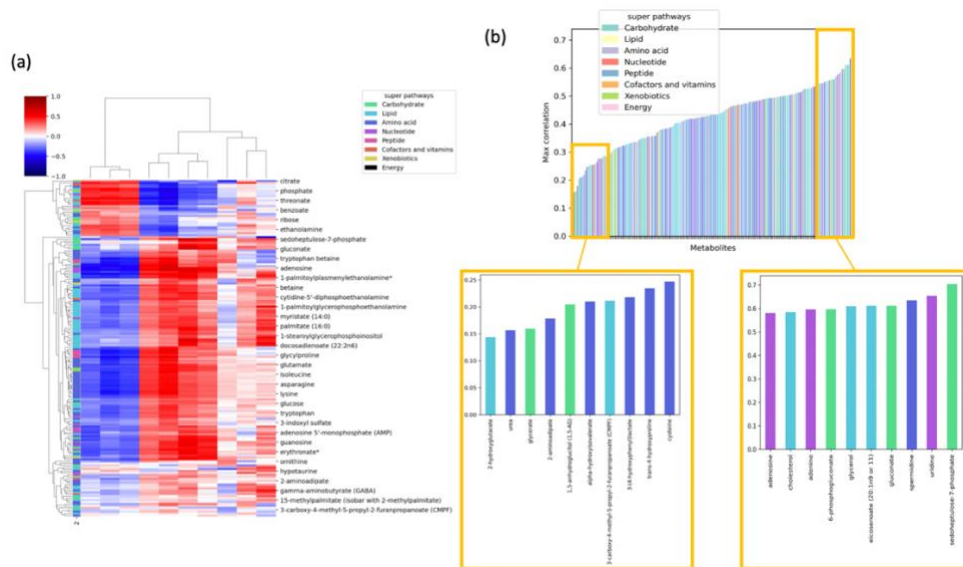 (a)
1.0
0.5
0.0
−0.5
−1.0
super pathways
Carbohydrate
Lipid
Amino acid
Nucleotide
Peptide
Cofactors and vitamins
Xenobiotics
Energy
citrate
phosphate
threonate
benzoate
ribose
ethanolamine
sedoheptulose-7-phosphate
gluconate
tryptophan betaine
adenosine
1-palmitoylplasmenylethanolamine*
betaine
cytidine-5'-diphosphoethanolamine
1-palmitoylglycerophosphoethanolamine
myristate (14:0)
palmitate (16:0)
1-stearoylglycerophosphoinositol
docosadienoate (22:2n6)
glycylproline
glutamate
isoleucine
asparagine
lysine
glucose
tryptophan
3-indoxyl sulfate
adenosine 5'-monophosphate (AMP)
guanosine
erythronate*
ornithine
hypotaurine
2-aminoadipate
gamma-aminobutyrate (GABA)
15-methylpalmitate (isobar with 2-methylpalmitate)
3-carboxy-4-methyl-5-propyl-2-furanpropanoate (CMPF)
2
(b)
super pathways
Carbohydrate
Lipid
Amino acid
Nucleotide
Peptide
Cofactors and vitamins
Xenobiotics
Energy
Max correlation
0.7
0.6
0.5
0.4
0.3
0.2
0.1
0.0
Metabolites
0.25
0.20
0.15
0.10
0.05
0.00
2-hydroxyglutarate
urea
glycerate
2-aminoadipate
1,5-anhydroglucitol (1,5-AG)
alpha-hydroxyisovalerate
3-carboxy-4-methyl-5-propyl-2-furanpropanoate (CMPF)
3-(4-hydroxyphenyl)lactate
trans-4-hydroxyproline
cysteine
0.7
0.6
0.5
0.4
0.3
0.2
0.1
0.0
adenosine
cholesterol
adenine
6-phosphogluconate
glycerol
eicosenoate (20:1n9 or 11)
gluconate
spermidine
uridine
sedoheptulose-7-phosphate